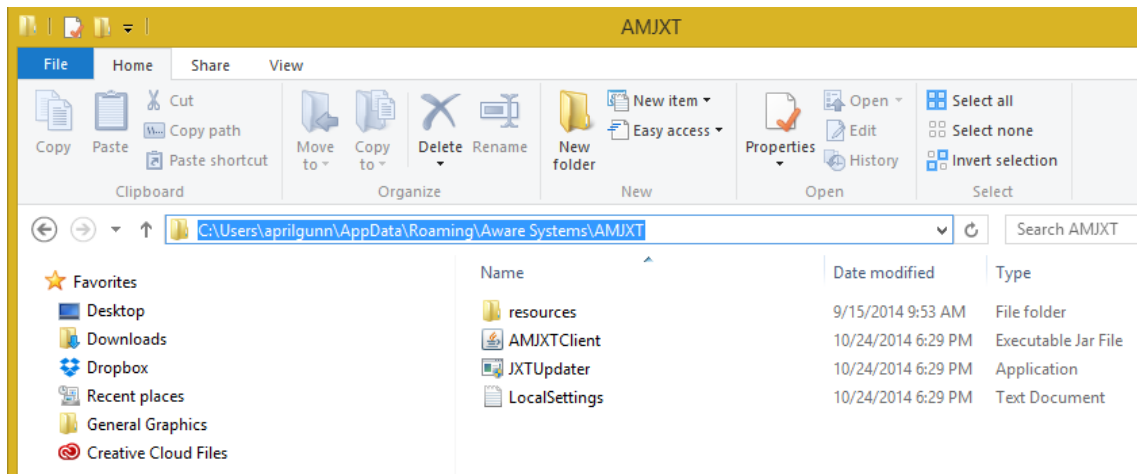 AMJXT
File Home Share View
Copy
Paste
Cut
Copy path
Paste shortcut
Clipboard
Move to
Copy to
Delete
Rename
Organize
New folder
New item
Easy access
New
Properties
Open
Edit
History
Open
Select all
Select none
Invert selection
Select
C:\Users\aprilgunn\AppData\Roaming\Aware Systems\AMJXT
Search AMJXT
Favorites
Desktop
Downloads
Dropbox
Recent places
General Graphics
Creative Cloud Files
Name Date modified Type
resources 9/15/2014 9:53 AM File folder
AMJXTClient 10/24/2014 6:29 PM Executable Jar File
JXTUpdater 10/24/2014 6:29 PM Application
LocalSettings 10/24/2014 6:29 PM Text Document